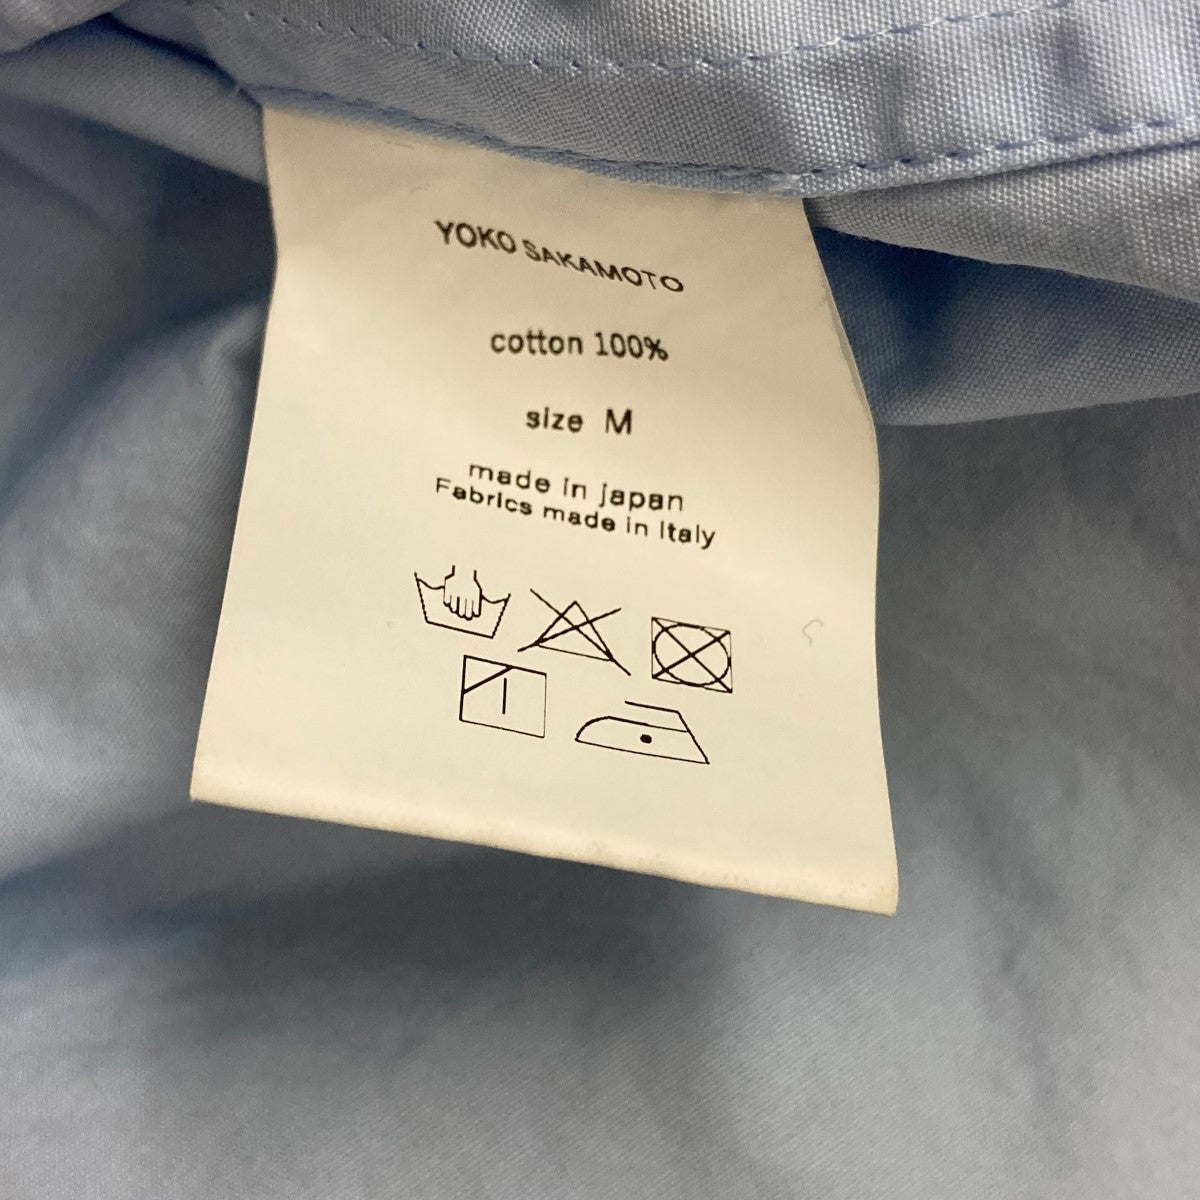 YOKO SAKAMOTO
cotton 100%
size M
made in japan
Fabrics made in Italy